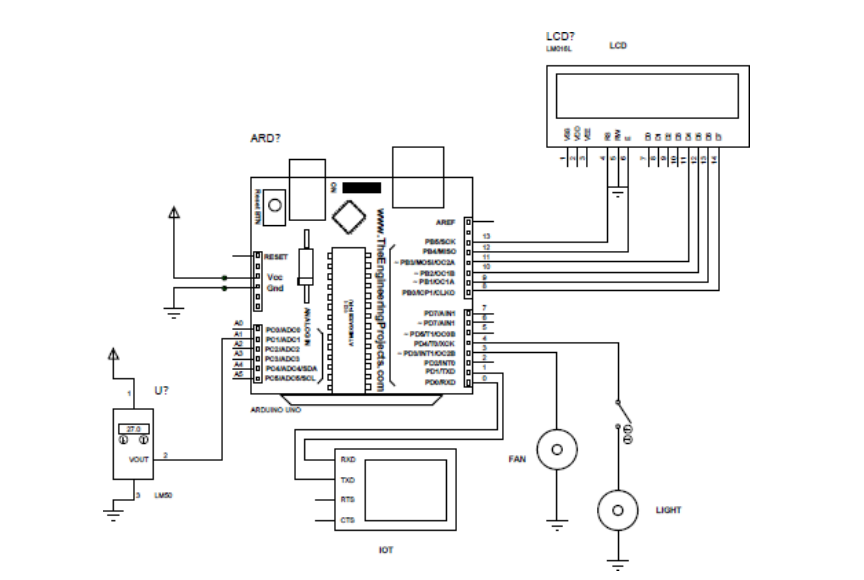 LCD?
LM016L
LCD
VSS
VDD
VEE
RS
RW
E
D0
D1
D2
D3
D4
D5
D6
D7
1
2
3
4
5
6
7
8
9
10
11
12
13
14
ARD?
Reset BTN
ON
www.TheEngineeringProjects.com
AREF
PB5/SCK
13
PB4/MISO
12
~ PB3/MOSI/OC2A
11
~ PB2/OC1B
10
~ PB1/OC1A
9
PB0/ICP1/CLKO
8
RESET
Vcc
Gnd
ANALOG IN
A0
PC0/ADC0
A1
PC1/ADC1
A2
PC2/ADC2
A3
PC3/ADC3
A4
PC4/ADC4/SDA
A5
PC5/ADC5/SCL
PD7/AIN1
7
~ PD7/AIN1
6
~ PD5/T1/OC0B
5
PD4/T0/XCK
4
~ PD3/INT1/OC2B
3
PD2/INT0
2
PD1/TXD
1
PD0/RXD
0
ARDUINO UNO
U?
1
27.0
VOUT
2
3
LM50
RXD
TXD
RTS
CTS
IOT
FAN
LIGHT